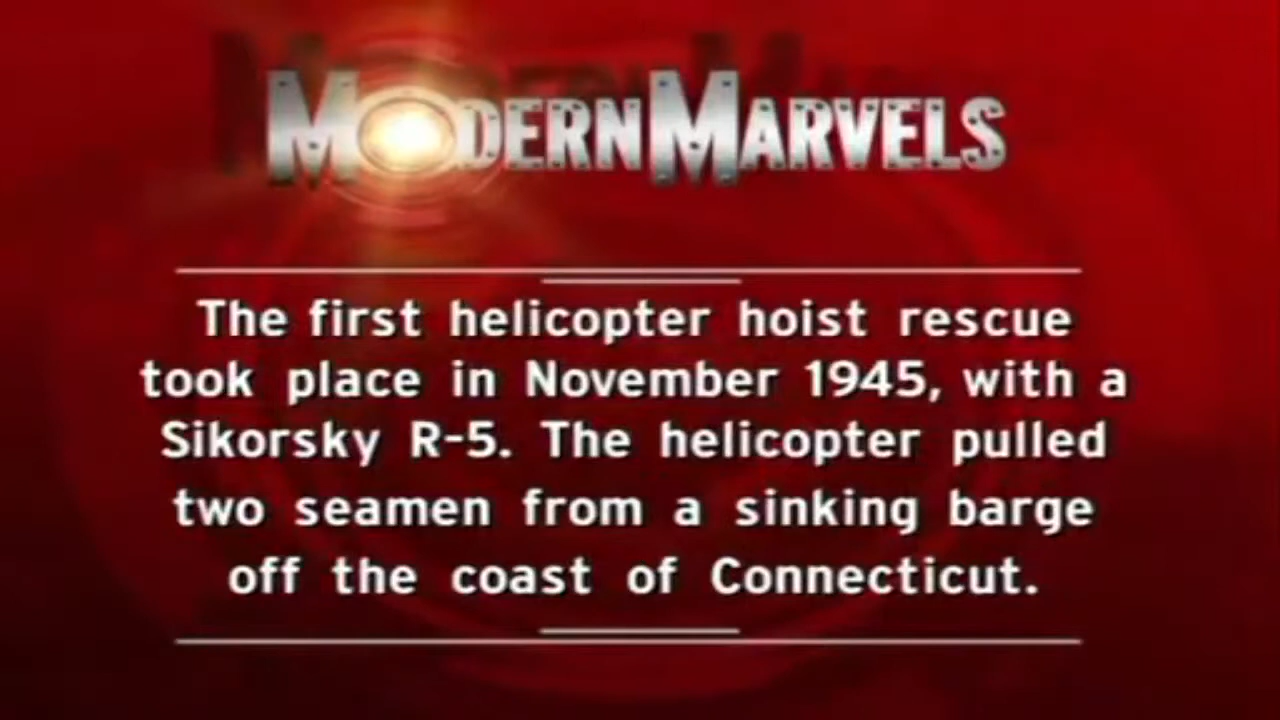 ModernMarvels
The first helicopter hoist rescue
took place in November 1945, with a
Sikorsky R-5. The helicopter pulled
two seamen from a sinking barge
off the coast of Connecticut.